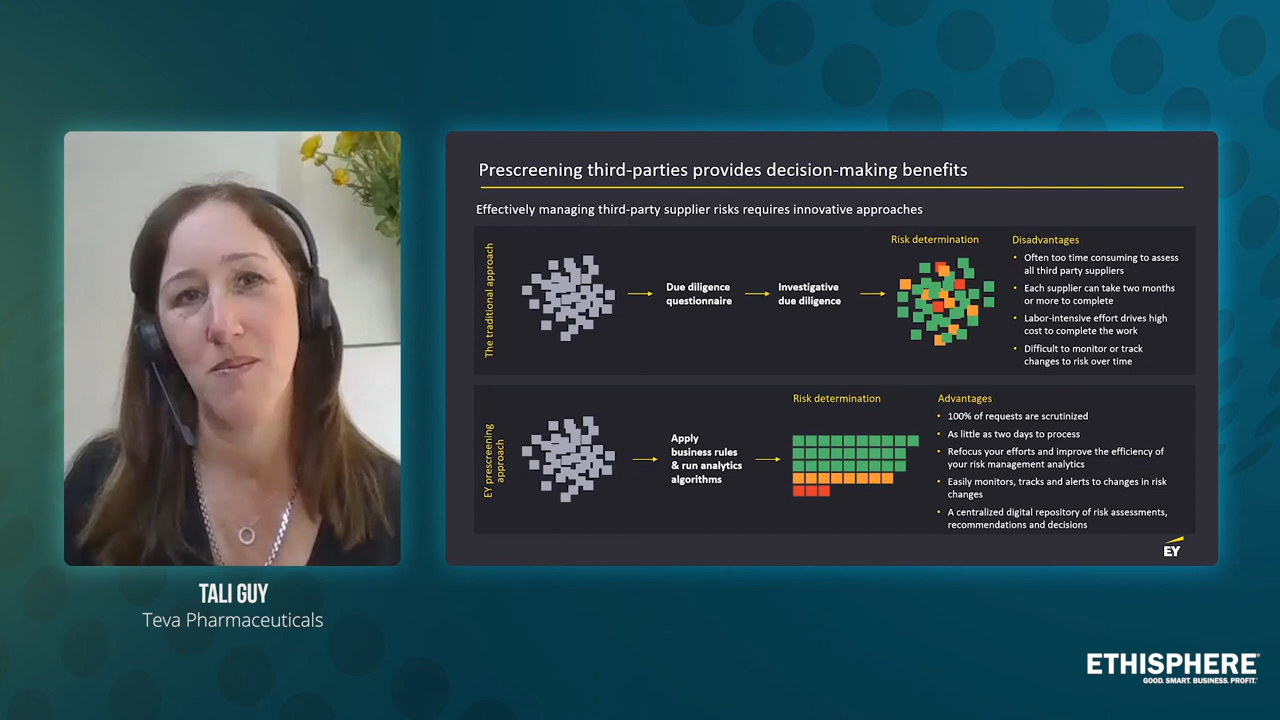 Prescreening third-parties provides decision-making benefits
Effectively managing third-party supplier risks requires innovative approaches
The traditional approach
Due diligence
questionnaire
Investigative
due diligence
Risk determination
Disadvantages
• Often too time consuming to assess
all third party suppliers
• Each supplier can take two months
or more to complete
• Labor-intensive effort drives high
cost to complete the work
• Difficult to monitor or track
changes to risk over time
EY prescreening
approach
Apply
business rules
& run analytics
algorithms
Risk determination
Advantages
• 100% of requests are scrutinized
• As little as two days to process
• Refocus your efforts and improve the efficiency of
your risk management analytics
• Easily monitors, tracks and alerts to changes in risk
changes
• A centralized digital repository of risk assessments,
recommendations and decisions
EY
TALI GUY
Teva Pharmaceuticals
ETHISPHERE®
GOOD. SMART. BUSINESS. PROFIT.®